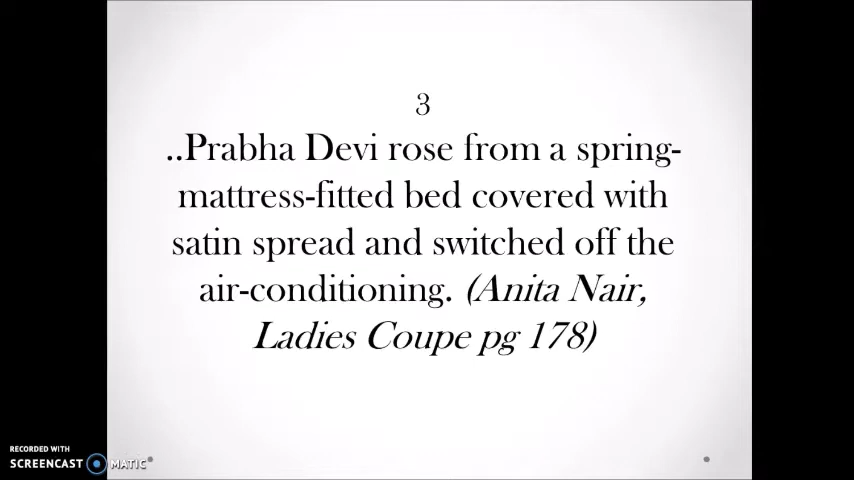 3
..Prabha Devi rose from a spring-
mattress-fitted bed covered with
satin spread and switched off the
air-conditioning. (Anita Nair,
Ladies Coupe pg 178)
RECORDED WITH
SCREENCAST MATIC